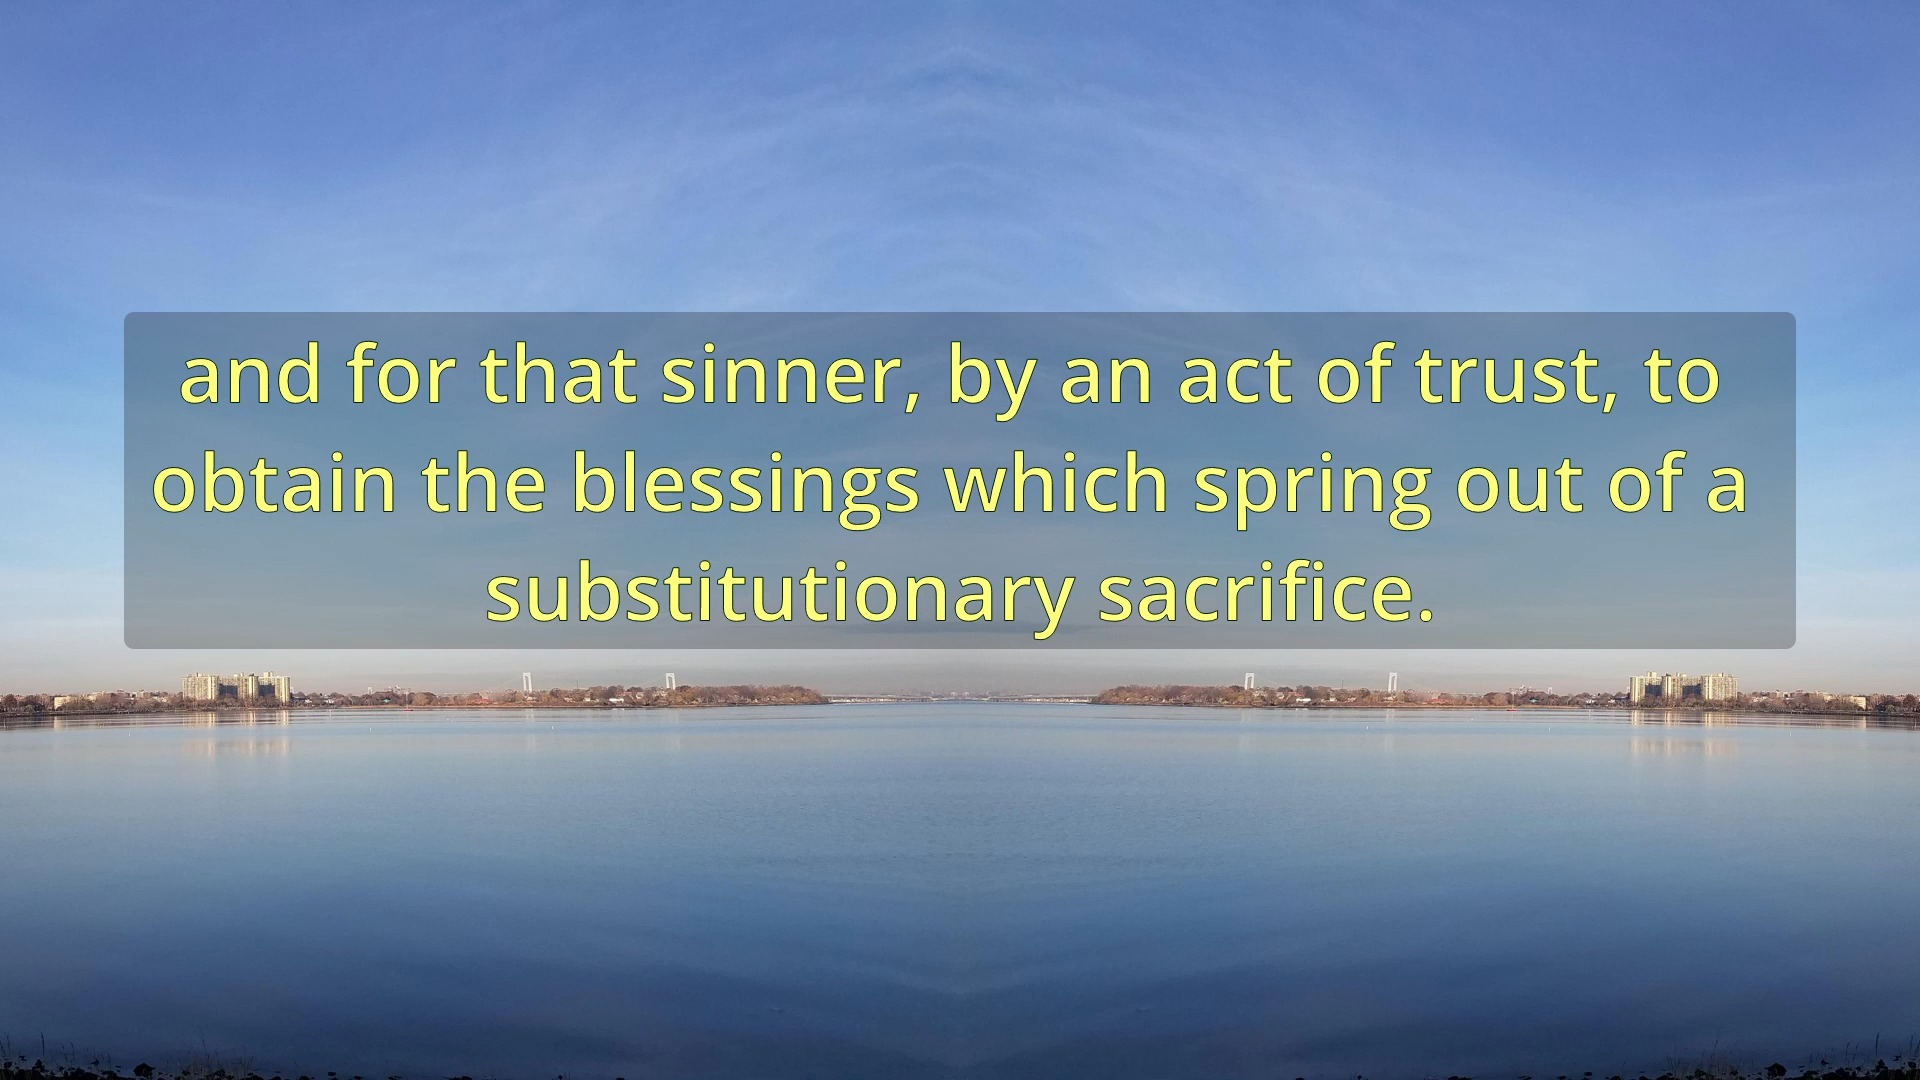 and for that sinner, by an act of trust, to
obtain the blessings which spring out of a
substitutionary sacrifice.